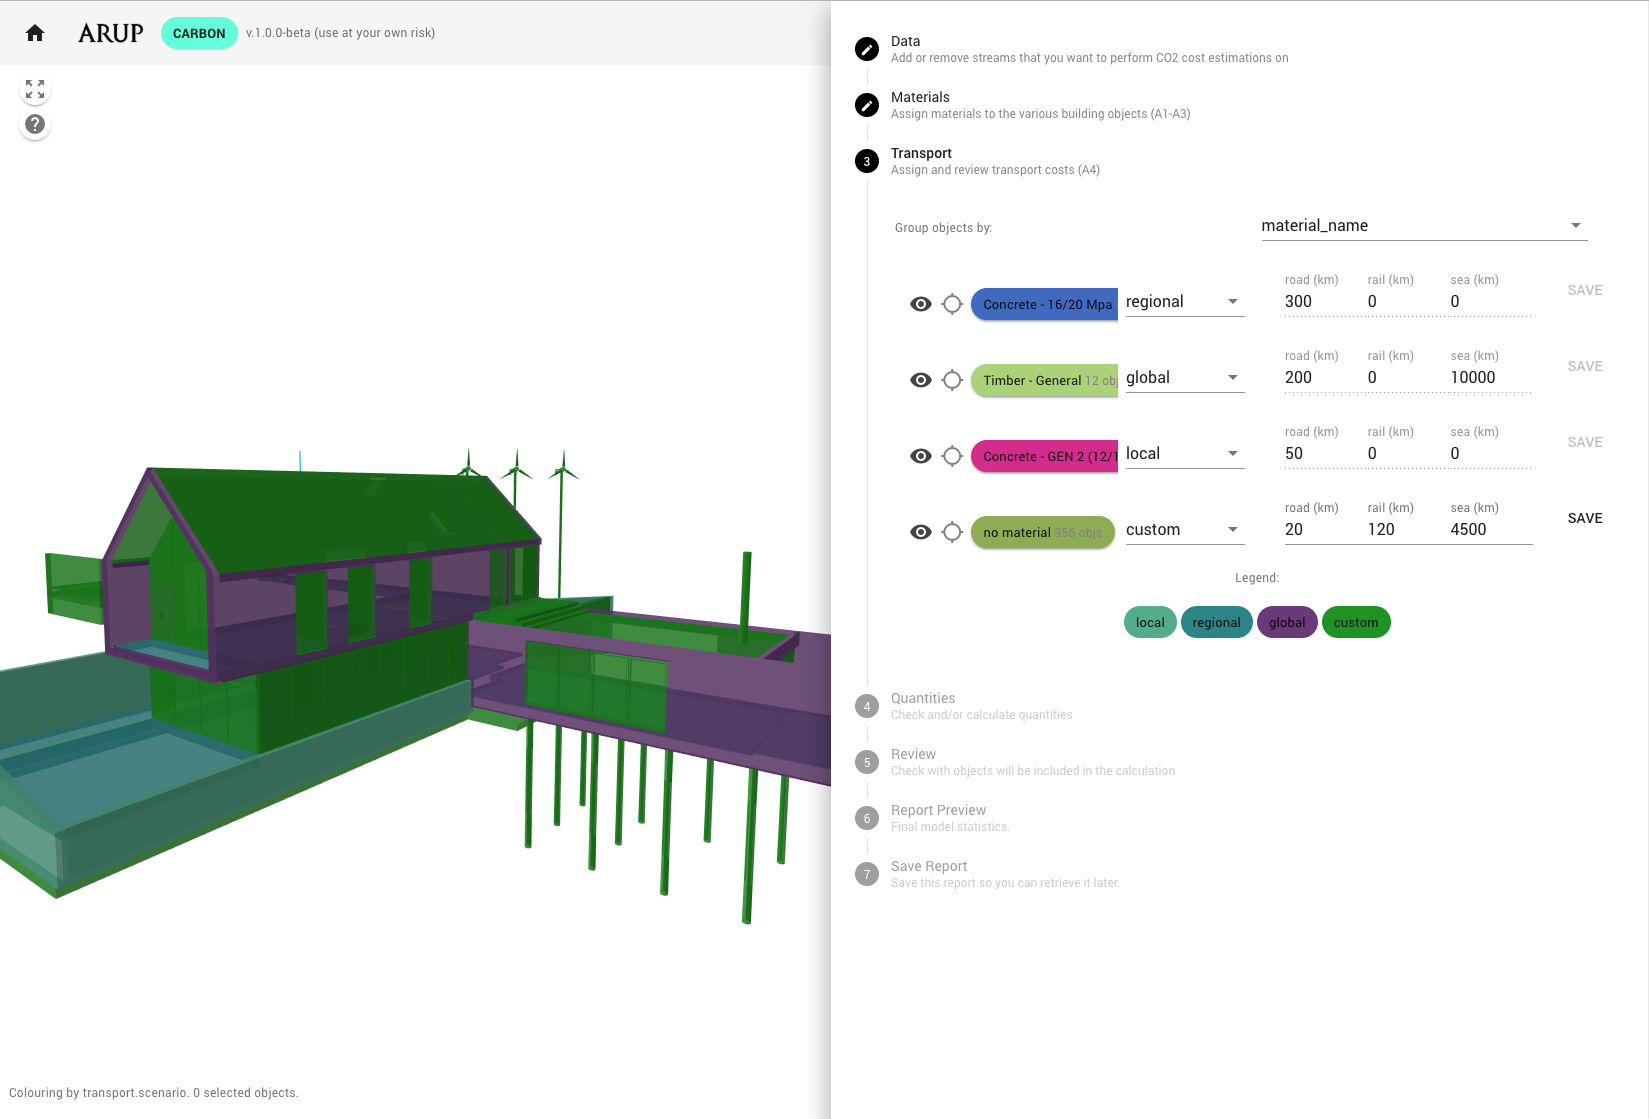 ARUP CARBON v.1.0.0-beta (use at your own risk)
Data
Add or remove streams that you want to perform CO2 cost estimations on
Materials
Assign materials to the various building objects (A1-A3)
3 Transport
Assign and review transport costs (A4)
Group objects by: material_name
road (km) rail (km) sea (km)
Concrete - 16/20 Mpa regional 300 0 0 SAVE
road (km) rail (km) sea (km)
Timber - General 12 obj global 200 0 10000 SAVE
road (km) rail (km) sea (km)
Concrete - GEN 2 (12/1 local 50 0 0 SAVE
road (km) rail (km) sea (km)
no material 956 objs custom 20 120 4500 SAVE
Legend:
local regional global custom
4 Quantities
Check and/or calculate quantities
5 Review
Check with objects will be included in the calculation
6 Report Preview
Final model statistics.
7 Save Report
Save this report so you can retrieve it later.
Colouring by transport.scenario. 0 selected objects.